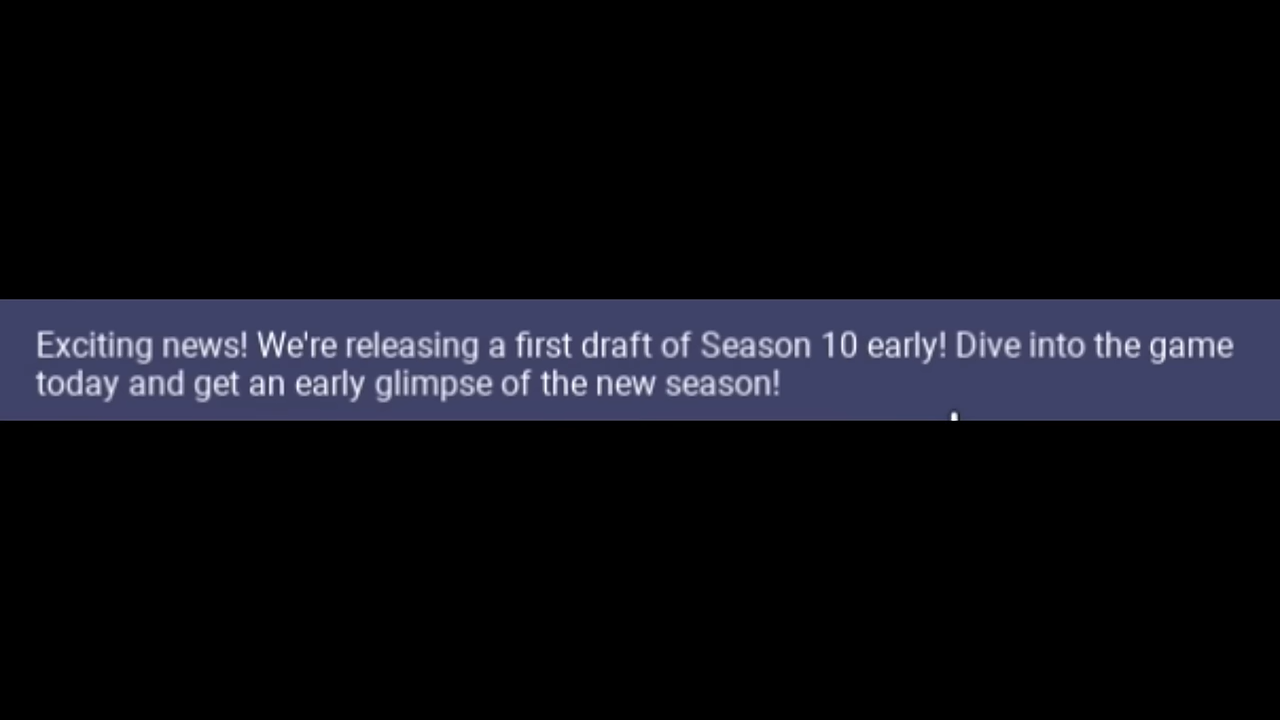 Exciting news! We're releasing a first draft of Season 10 early! Dive into the game
today and get an early glimpse of the new season!